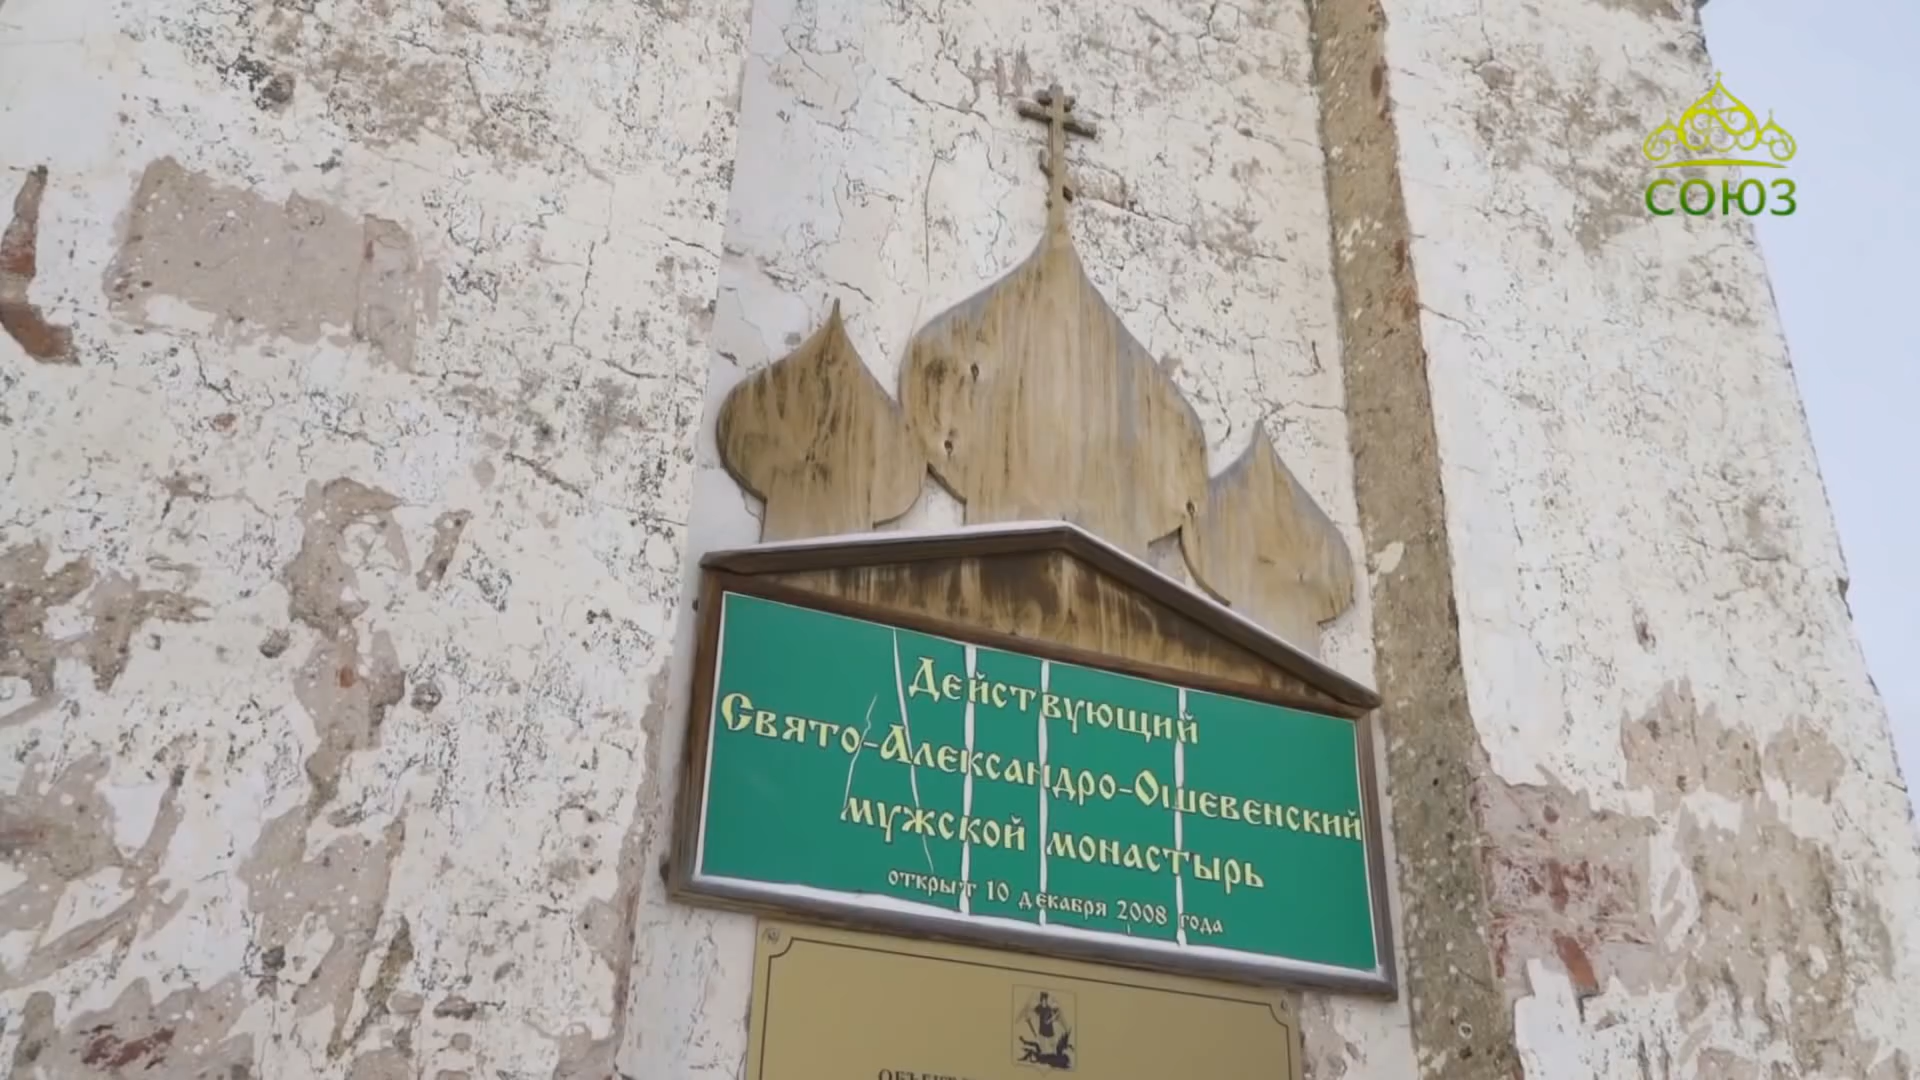 СОЮЗ
Действующий
Свято-Александро-Ошевенский
мужской монастырь
открыт 10 декабря 2008 года